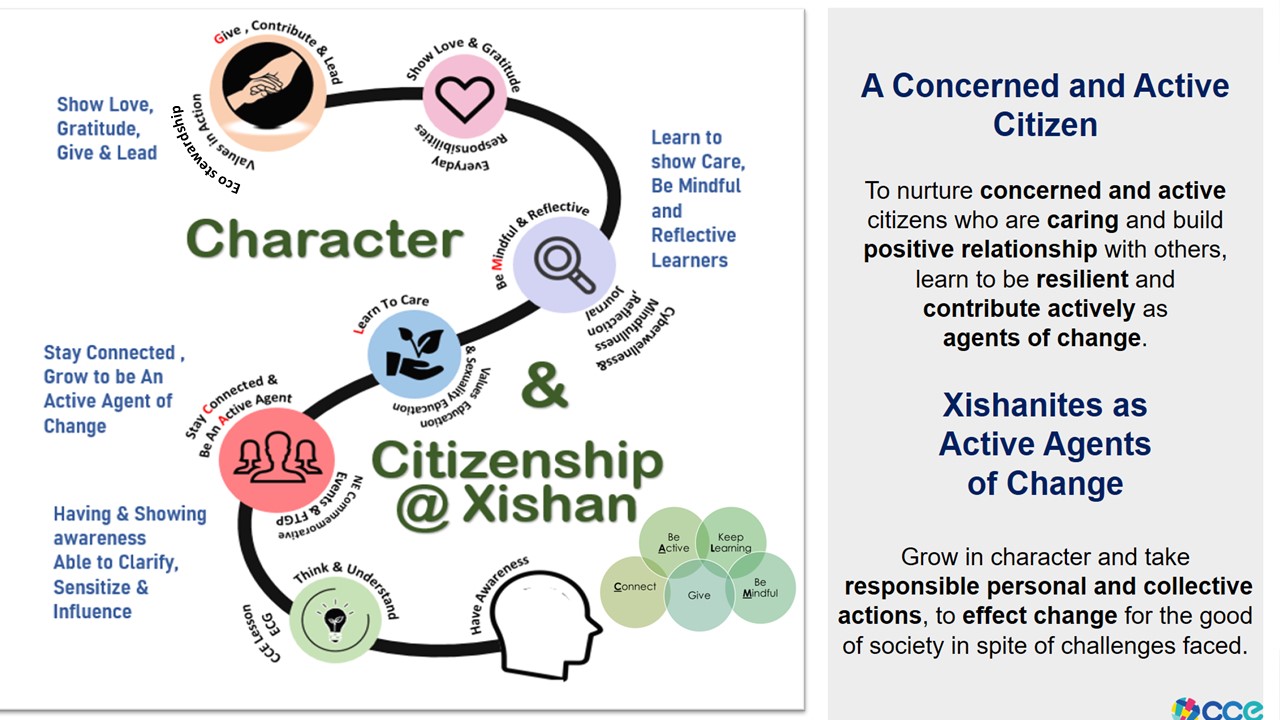 Give , Contribute & Lead
Values In Action
Eco stewardship
Show Love & Gratitude
Everyday
Responsibilities
Show Love,
Gratitude,
Give & Lead
Learn to
show Care,
Be Mindful
and
Reflective
Learners
Character
Be Mindful & Reflective
Cyberwellness,&
Mindfullness
,Reflection
Journal
Learn To Care
Values Education
& Sexuality Education
&
Stay Connected ,
Grow to be An
Active Agent of
Change
Stay Connected &
Be An Active Agent
NE Commemorative
Events & FTGP
Citizenship
@ Xishan
Having & Showing
awareness
Able to Clarify,
Sensitize &
Influence
Think & Understand
CCE Lesson
ECG
Have Awareness
Be
Active
Keep
Learning
Connect
Give
Be
Mindful
A Concerned and Active
Citizen
To nurture concerned and active
citizens who are caring and build
positive relationship with others,
learn to be resilient and
contribute actively as
agents of change.
Xishanites as
Active Agents
of Change
Grow in character and take
responsible personal and collective
actions, to effect change for the good
of society in spite of challenges faced.
cce